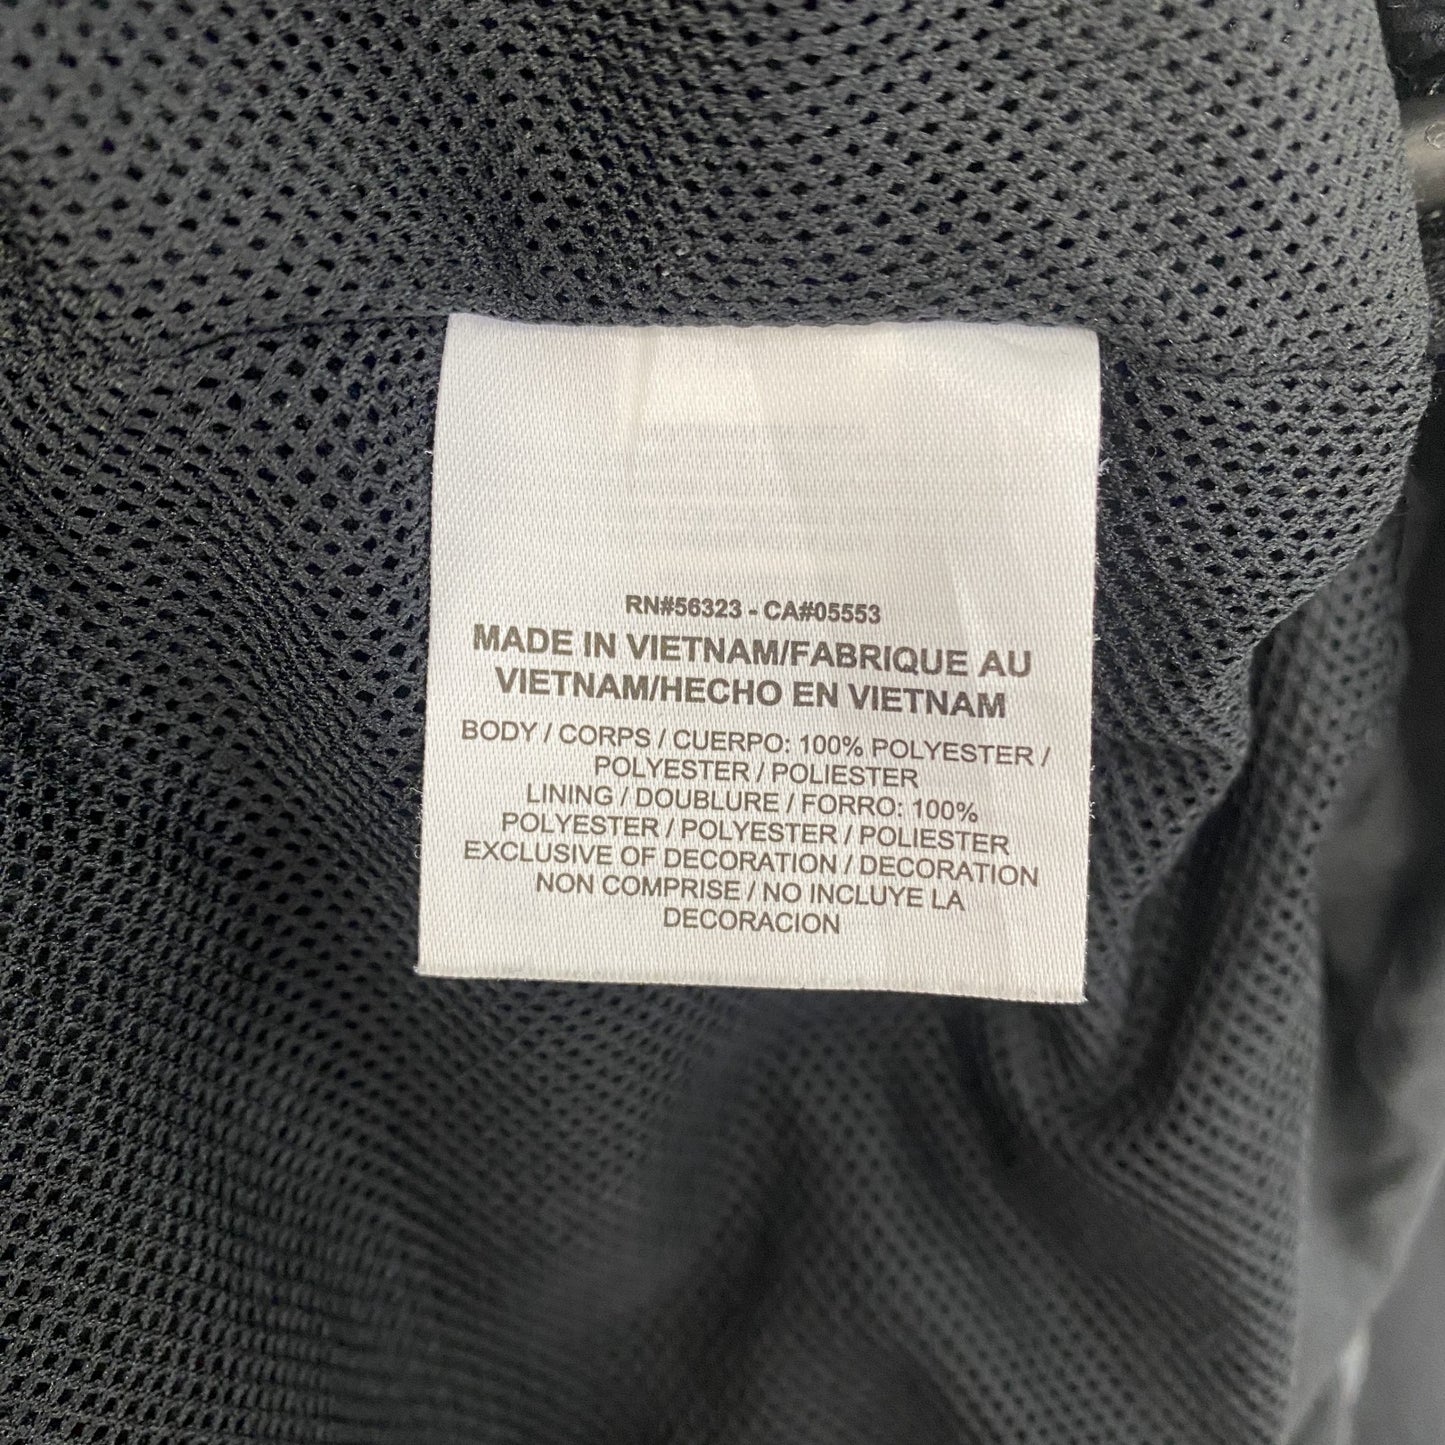 RN#56323 - CA#05553
MADE IN VIETNAM/FABRIQUE AU
VIETNAM/HECHO EN VIETNAM
BODY / CORPS / CUERPO: 100% POLYESTER /
POLYESTER / POLIESTER
LINING / DOUBLURE / FORRO: 100%
POLYESTER / POLYESTER / POLIESTER
EXCLUSIVE OF DECORATION / DECORATION
NON COMPRISE / NO INCLUYE LA
DECORACION